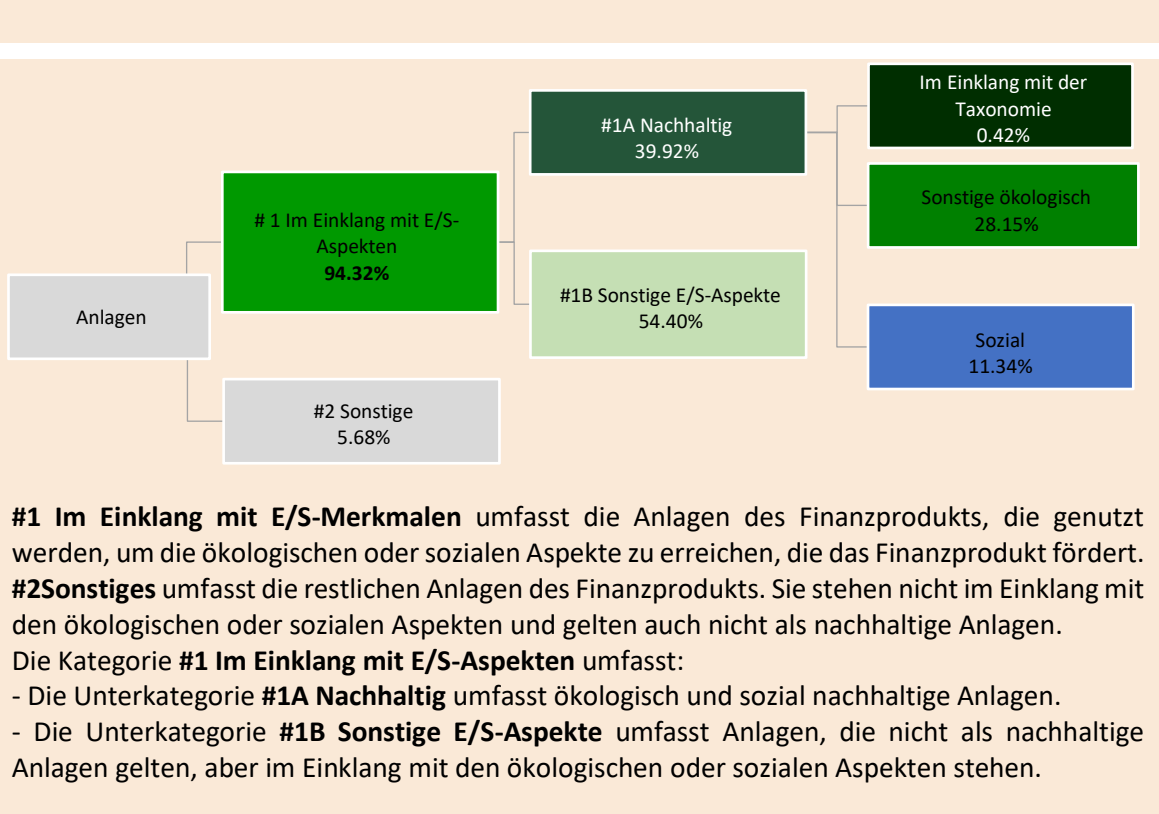 Im Einklang mit der
Taxonomie
0.42%
#1A Nachhaltig
39.92%
Sonstige ökologisch
28.15%
# 1 Im Einklang mit E/S-
Aspekten
94.32%
#1B Sonstige E/S-Aspekte
54.40%
Anlagen
Sozial
11.34%
#2 Sonstige
5.68%
#1 Im Einklang mit E/S-Merkmalen umfasst die Anlagen des Finanzprodukts, die genutzt
werden, um die ökologischen oder sozialen Aspekte zu erreichen, die das Finanzprodukt fördert.
#2Sonstiges umfasst die restlichen Anlagen des Finanzprodukts. Sie stehen nicht im Einklang mit
den ökologischen oder sozialen Aspekten und gelten auch nicht als nachhaltige Anlagen.
Die Kategorie #1 Im Einklang mit E/S-Aspekten umfasst:
- Die Unterkategorie #1A Nachhaltig umfasst ökologisch und sozial nachhaltige Anlagen.
- Die Unterkategorie #1B Sonstige E/S-Aspekte umfasst Anlagen, die nicht als nachhaltige
Anlagen gelten, aber im Einklang mit den ökologischen oder sozialen Aspekten stehen.